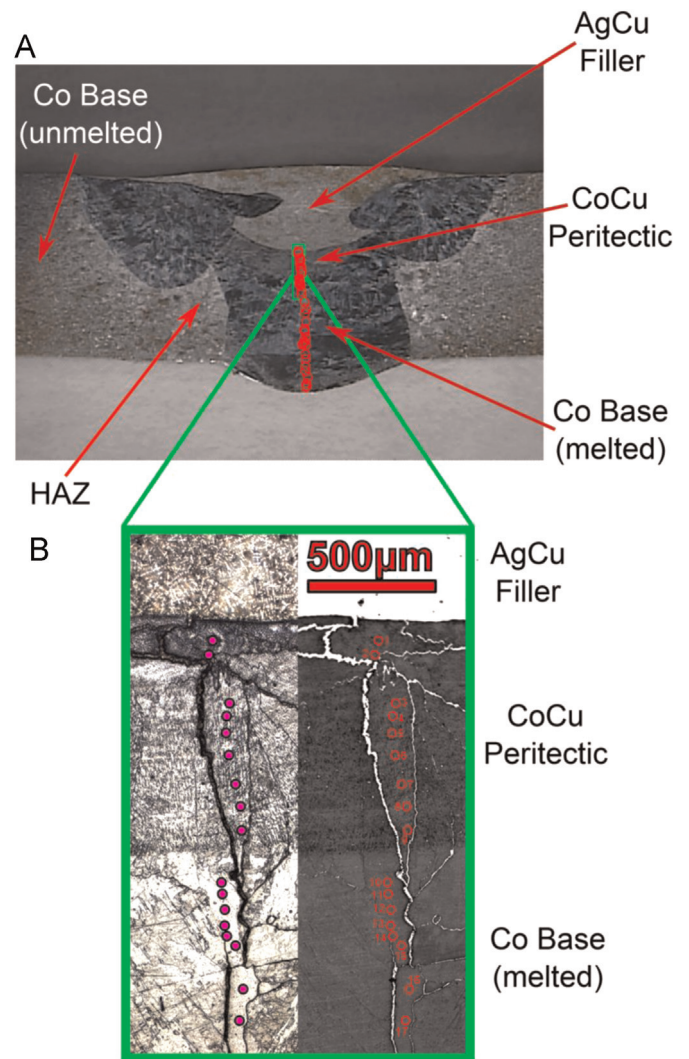 A
AgCu
Filler
Co Base
(unmelted)
CoCu
Peritectic
Co Base
(melted)
HAZ
B
500µm
AgCu
Filler
1
CoCu
Peritectic
Co Base
(melted)